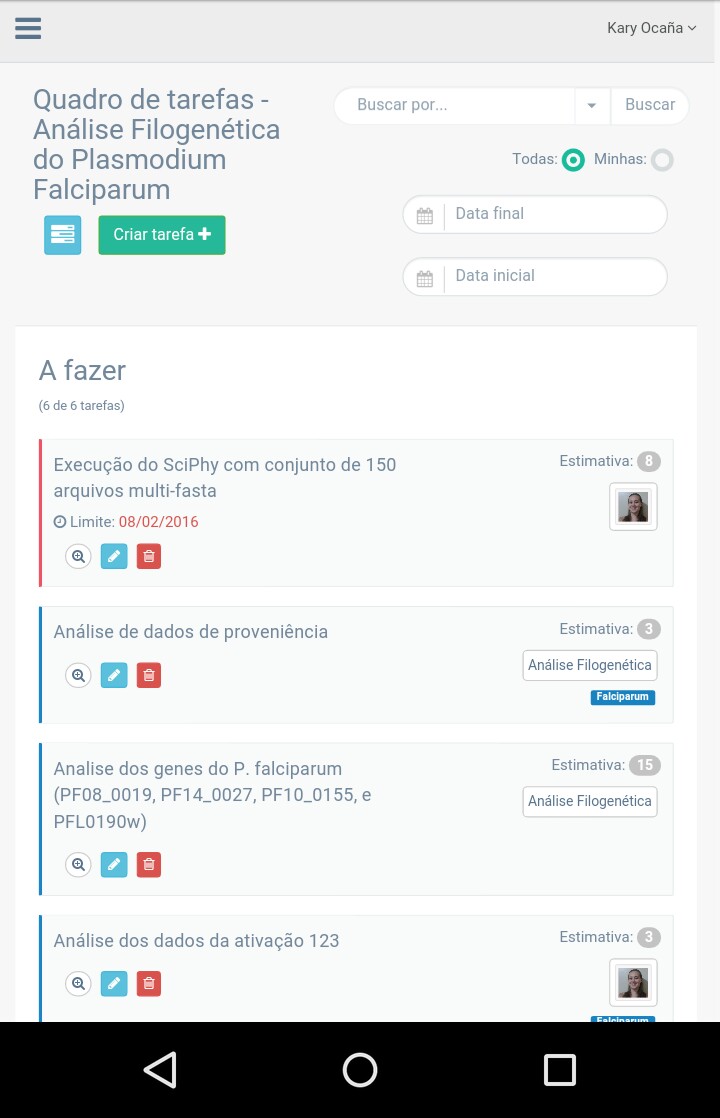 Kary Ocaña
Quadro de tarefas -
Análise Filogenética
do Plasmodium
Falciparum
Criar tarefa
Buscar por...
Buscar
Todas:
Minhas:
Data final
Data inicial
A fazer
(6 de 6 tarefas)
Execução do SciPhy com conjunto de 150
arquivos multi-fasta
Limite: 08/02/2016
Estimativa: 8
Análise de dados de proveniência
Estimativa: 3
Análise Filogenética
Falciparum
Analise dos genes do P. falciparum
(PF08_0019, PF14_0027, PF10_0155, e
PFL0190w)
Estimativa: 15
Análise Filogenética
Análise dos dados da ativação 123
Estimativa: 3
Falciparum